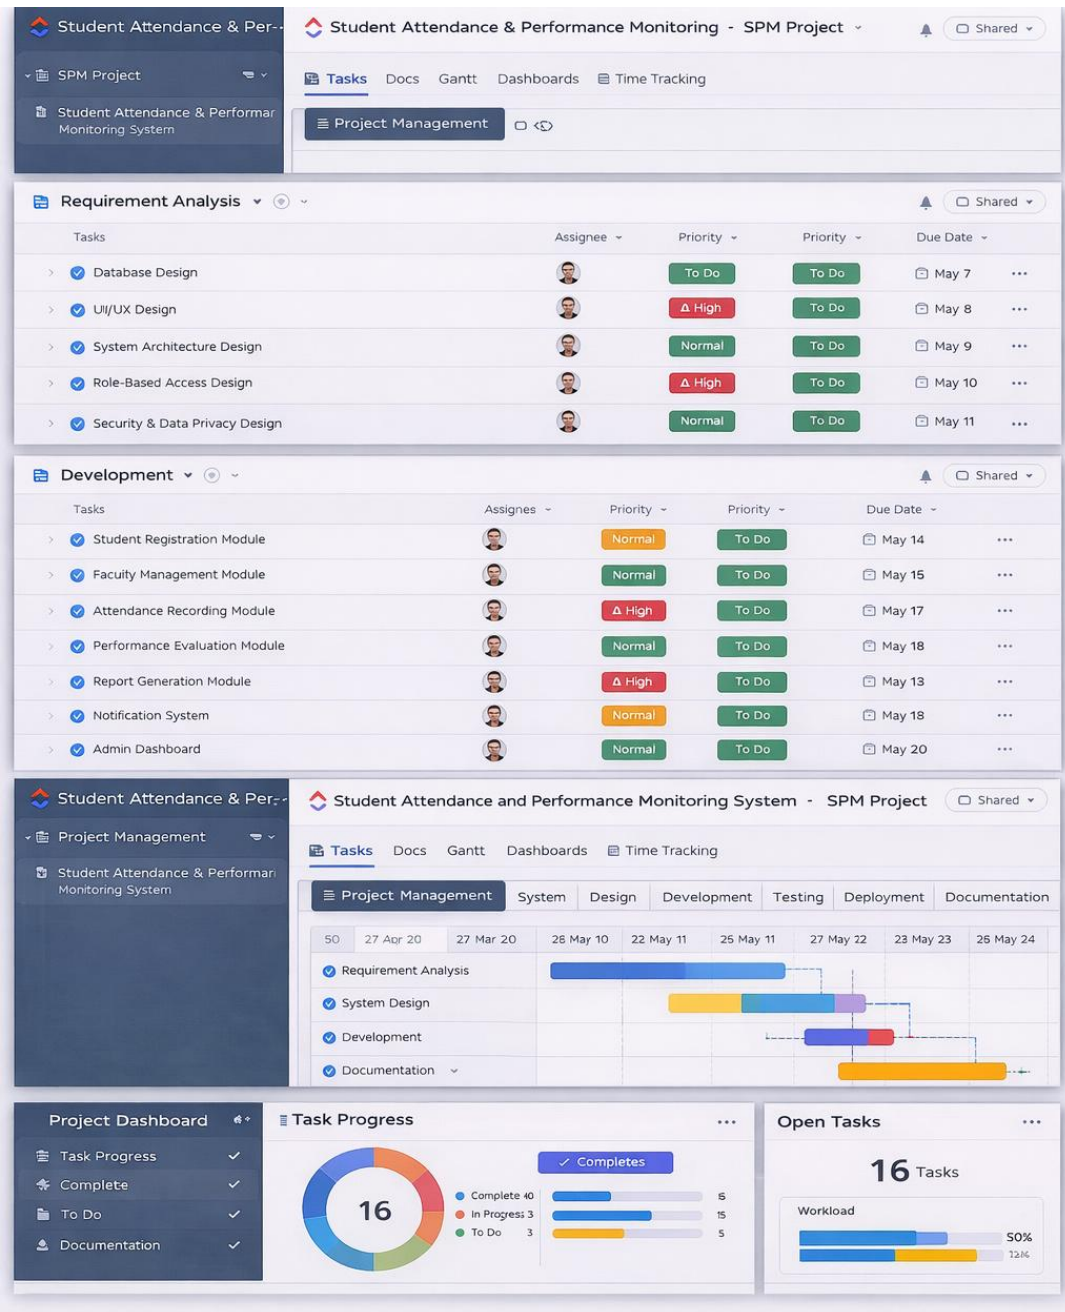 Student Attendance & Per--
Student Attendance & Performance Monitoring - SPM Project
Shared
SPM Project
Tasks Docs Gantt Dashboards Time Tracking
Student Attendance & Performar
Monitoring System
Project Management
Requirement Analysis
Shared
Tasks Assignee Priority Priority Due Date
Database Design To Do To Do May 7
UI/UX Design High To Do May 8
System Architecture Design Normal To Do May 9
Role-Based Access Design High To Do May 10
Security & Data Privacy Design Normal To Do May 11
Development
Shared
Tasks Assignes Priority Priority Due Date
Student Registration Module Normal To Do May 14
Facuity Management Module Normal To Do May 15
Attendance Recording Module High To Do May 17
Performance Evaluation Module Normal To Do May 18
Report Generation Module High To Do May 13
Notification System Normal To Do May 18
Admin Dashboard Normal To Do May 20
Student Attendance & Per--
Student Attendance and Performance Monitoring System - SPM Project
Shared
Project Management
Tasks Docs Gantt Dashboards Time Tracking
Student Attendance & Performari
Monitoring System
Project Management System Design Development Testing Deployment Documentation
50 27 Apr 20 27 Mar 20 28 May 10 22 May 11 25 May 11 27 May 22 23 May 23 26 May 24
Requirement Analysis
System Design
Development
Documentation
Project Dashboard
Task Progress
Complete
To Do
Documentation
Task Progress
16
Completes
Complete 40 15
In Progress 3 15
To Do 3 5
Open Tasks
16 Tasks
Workload
50%